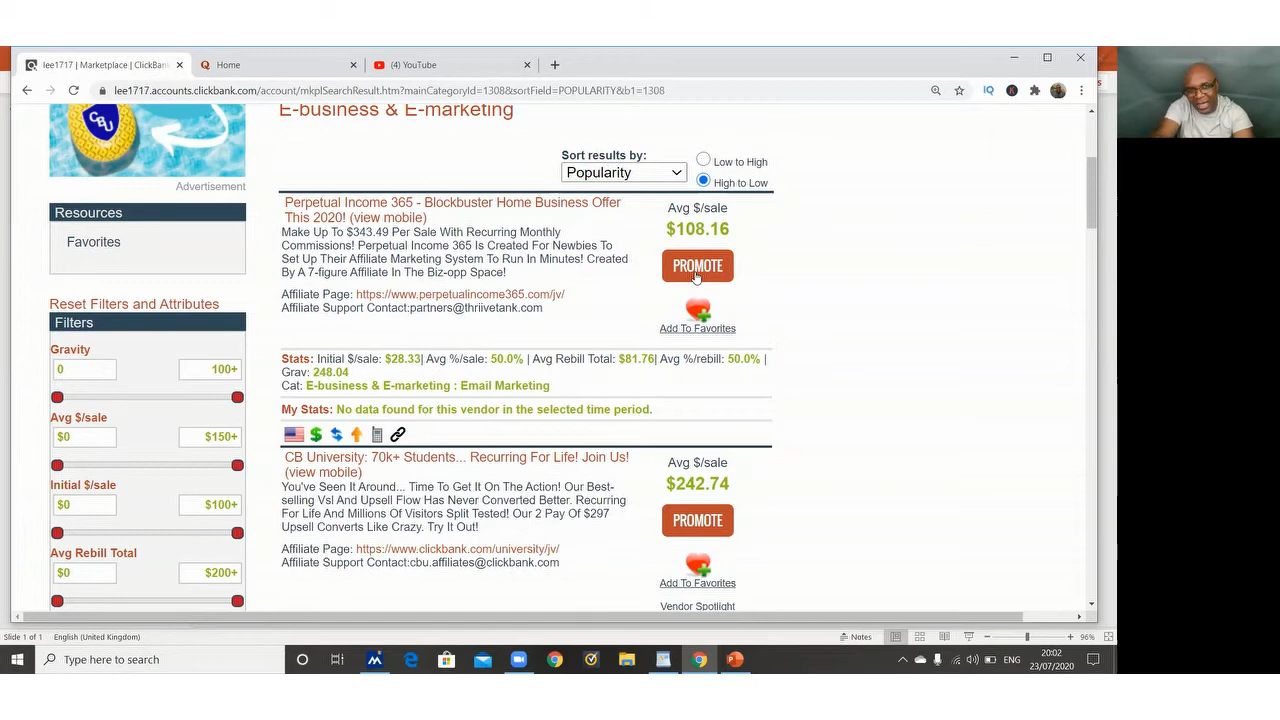 lee1717 | Marketplace | ClickBan
Home
(4) YouTube
lee1717.accounts.clickbank.com/account/mkplSearchResult.htm?mainCategoryId=1308&sortField=POPULARITY&b1=1308
CBU
Advertisement
Resources
Favorites
Reset Filters and Attributes
Filters
Gravity
0
100+
Avg $/sale
$0
$150+
Initial $/sale
$0
$100+
Avg Rebill Total
$0
$200+
E-business & E-marketing
Sort results by:
Popularity
Low to High
High to Low
Perpetual Income 365 - Blockbuster Home Business Offer
This 2020! (view mobile)
Make Up To $343.49 Per Sale With Recurring Monthly
Commissions! Perpetual Income 365 Is Created For Newbies To
Set Up Their Affiliate Marketing System To Run In Minutes! Created
By A 7-figure Affiliate In The Biz-opp Space!
Affiliate Page: https://www.perpetualincome365.com/jv/
Affiliate Support Contact:partners@thriivetank.com
Avg $/sale
$108.16
PROMOTE
Add To Favorites
Stats: Initial $/sale: $28.33| Avg %/sale: 50.0% | Avg Rebill Total: $81.76| Avg %/rebill: 50.0% |
Grav: 248.04
Cat: E-business & E-marketing : Email Marketing
My Stats: No data found for this vendor in the selected time period.
CB University: 70k+ Students... Recurring For Life! Join Us!
(view mobile)
You've Seen It Around... Time To Get It On The Action! Our Best-
selling Vsl And Upsell Flow Has Never Converted Better. Recurring
For Life And Millions Of Visitors Split Tested! Our 2 Pay Of $297
Upsell Converts Like Crazy. Try It Out!
Affiliate Page: https://www.clickbank.com/university/jv/
Affiliate Support Contact:cbu.affiliates@clickbank.com
Avg $/sale
$242.74
PROMOTE
Add To Favorites
Vendor Spotlight
Slide 1 of 1
English (United Kingdom)
Notes
96%
Type here to search
ENG
20:02
23/07/2020